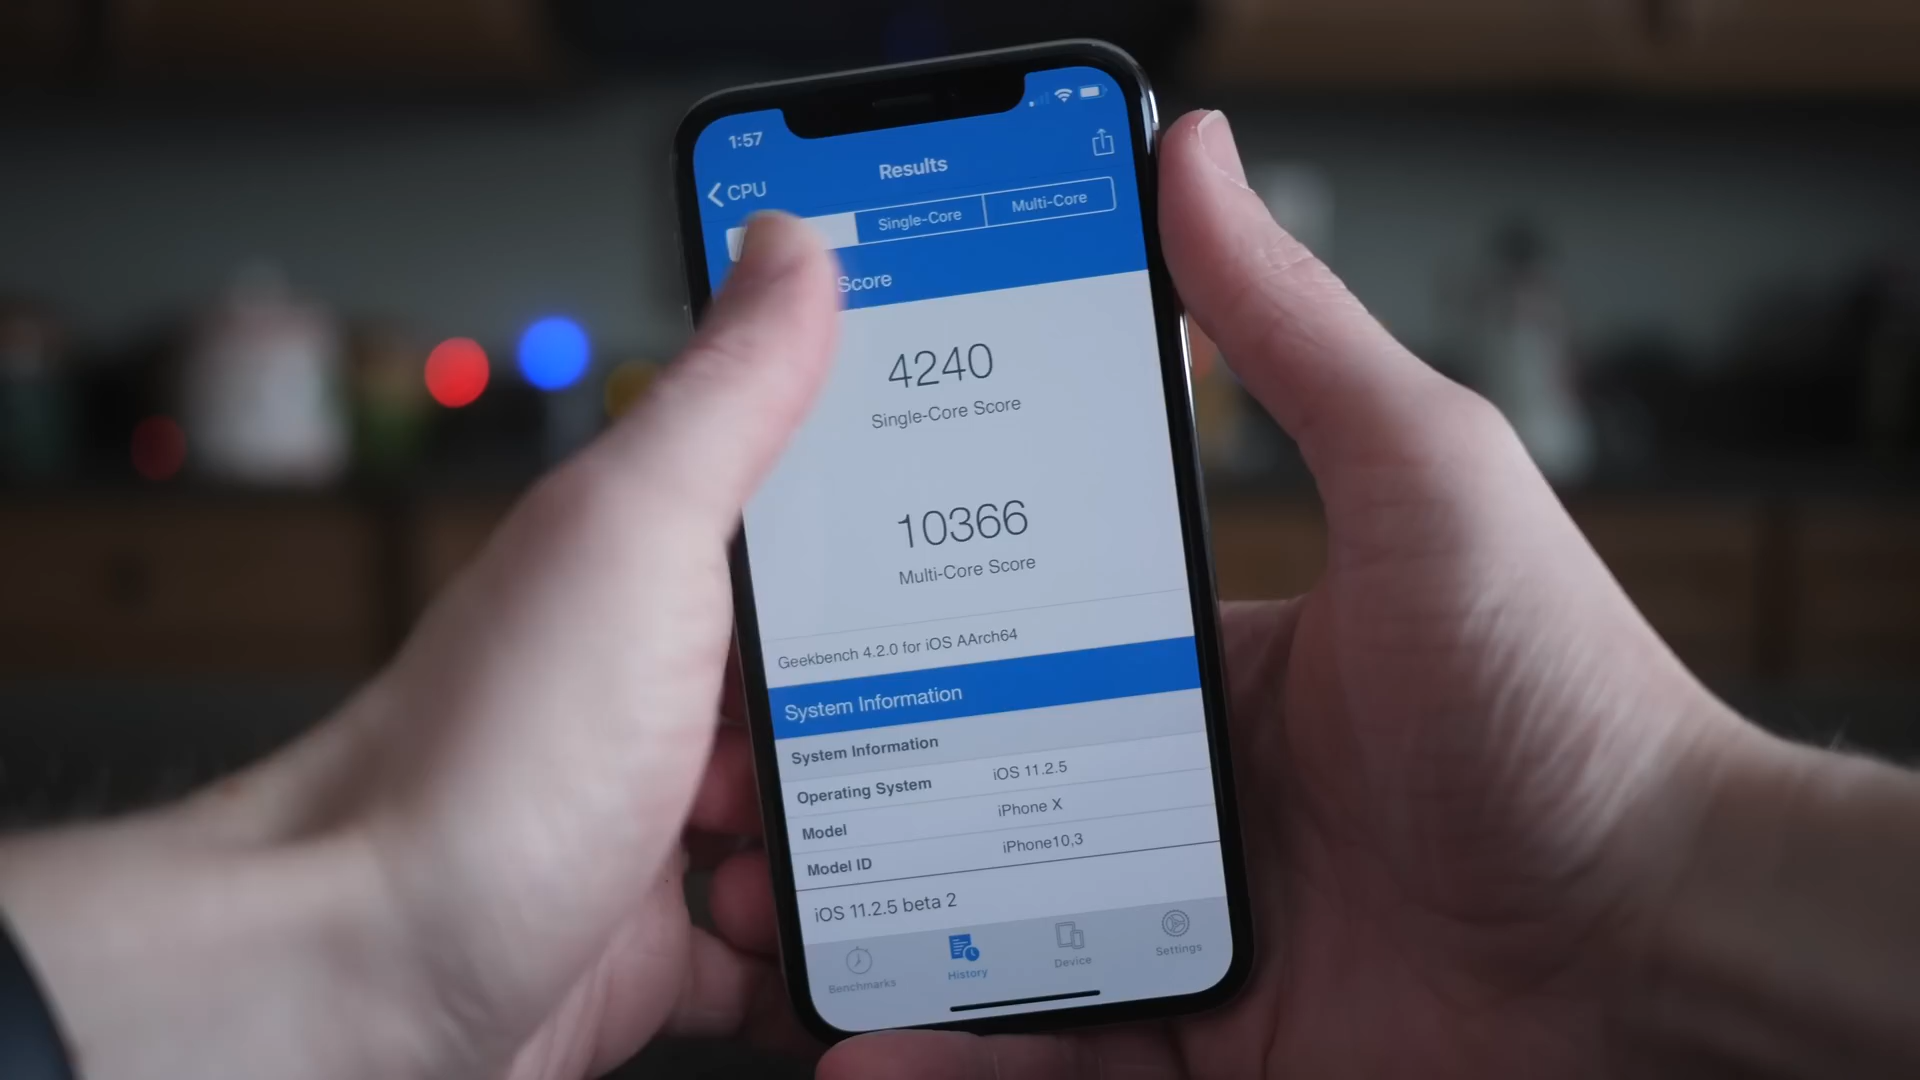 1:57
CPU
Results
Single-Core
Multi-Core
Score
4240
Single-Core Score
10366
Multi-Core Score
Geekbench 4.2.0 for iOS AArch64
System Information
System Information
Operating System iOS 11.2.5
Model iPhone X
Model ID iPhone10,3
iOS 11.2.5 beta 2
Benchmarks
History
Device
Settings